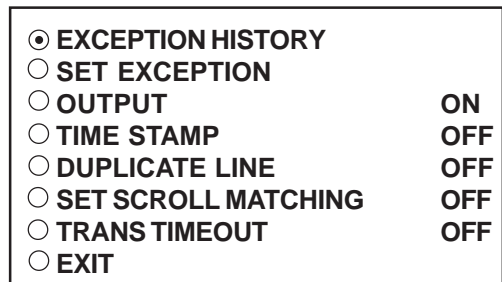 EXCEPTION HISTORY
SET EXCEPTION
OUTPUT ON
TIME STAMP OFF
DUPLICATE LINE OFF
SET SCROLL MATCHING OFF
TRANS TIMEOUT OFF
EXIT